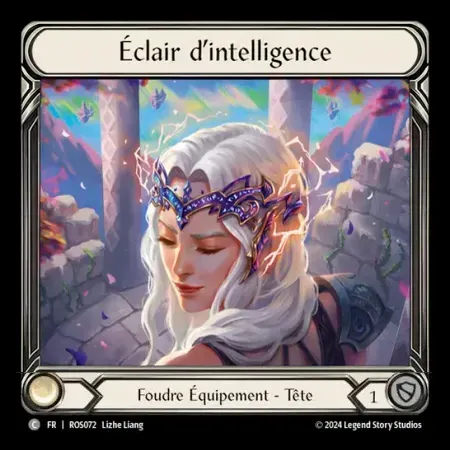 Éclair d'intelligence
Foudre Équipement - Tête
1
C FR | ROS072 Lizhe Liang
© 2024 Legend Story Studios